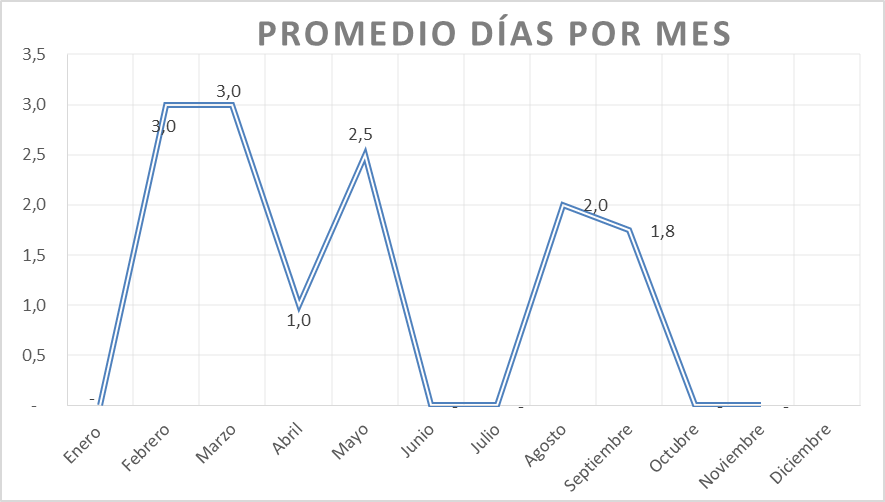 PROMEDIO DÍAS POR MES
3,5
3,0
2,5
2,0
1,5
1,0
0,5
-
-
3,0
3,0
1,0
2,5
-
-
2,0
1,8
-
-
Enero
Febrero
Marzo
Abril
Mayo
Junio
Julio
Agosto
Septiembre
Octubre
Noviembre
Diciembre